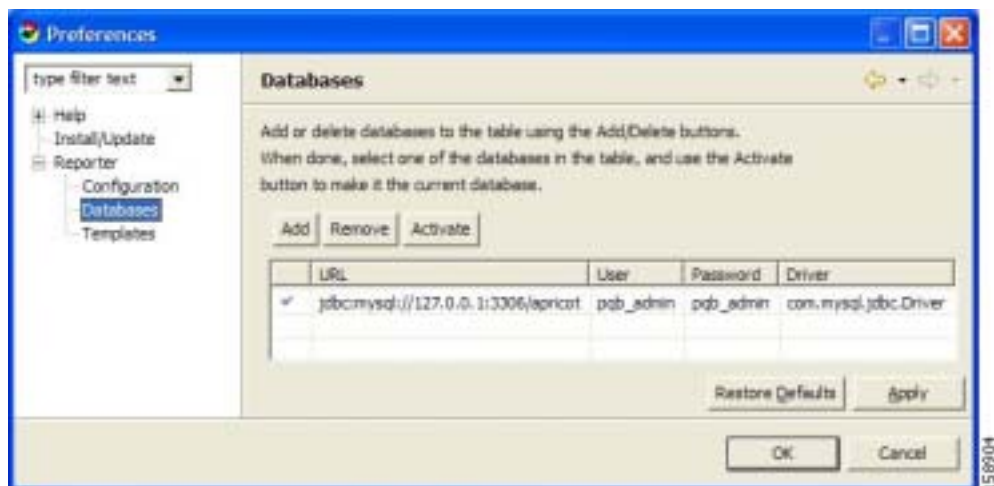 Preferences
type filter text
Help
Install/Update
Reporter
Configuration
Databases
Templates
Databases
Add or delete databases to the table using the Add/Delete buttons.
When done, select one of the databases in the table, and use the Activate
button to make it the current database.
Add Remove Activate
URL User Password Driver
jdbc:mysql://127.0.0.1:3306/apricot pqb_admin pqb_admin com.mysql.jdbc.Driver
Restore Defaults Apply
OK Cancel
58904